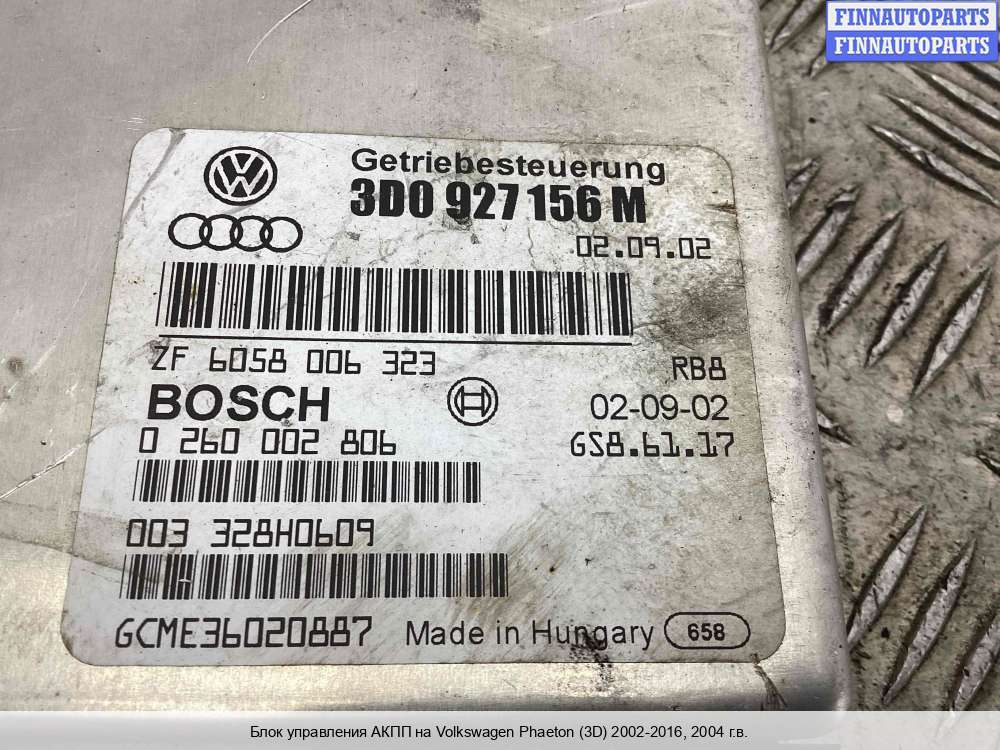 FINNAUTOPARTS
FINNAUTOPARTS
Getriebesteuerung
3D0 927 156 M
02.09.02
ZF 6058 006 323 RB8
BOSCH 02-09-02
0 260 002 806 GS8.61.17
003 328H0609
GCME36020887 Made in Hungary 658
Блок управления АКПП на Volkswagen Phaeton (3D) 2002-2016, 2004 г.в.